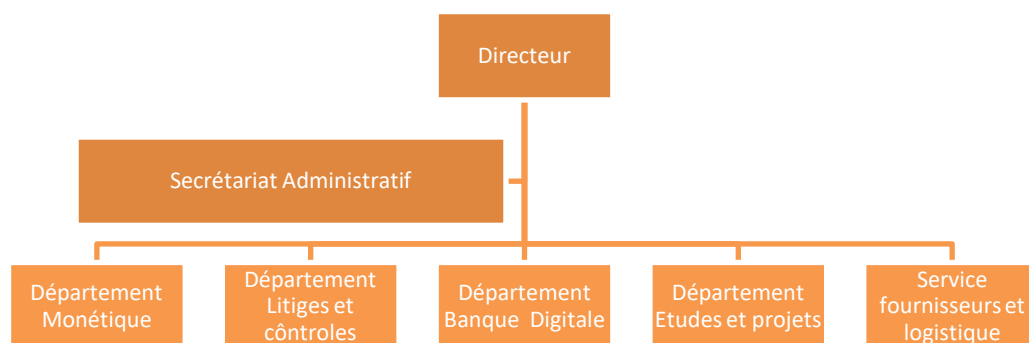 Directeur
Secrétariat Administratif
Département
Monétique
Département
Litiges et
côntroles
Département
Banque Digitale
Département
Etudes et projets
Service
fournisseurs et
logistique